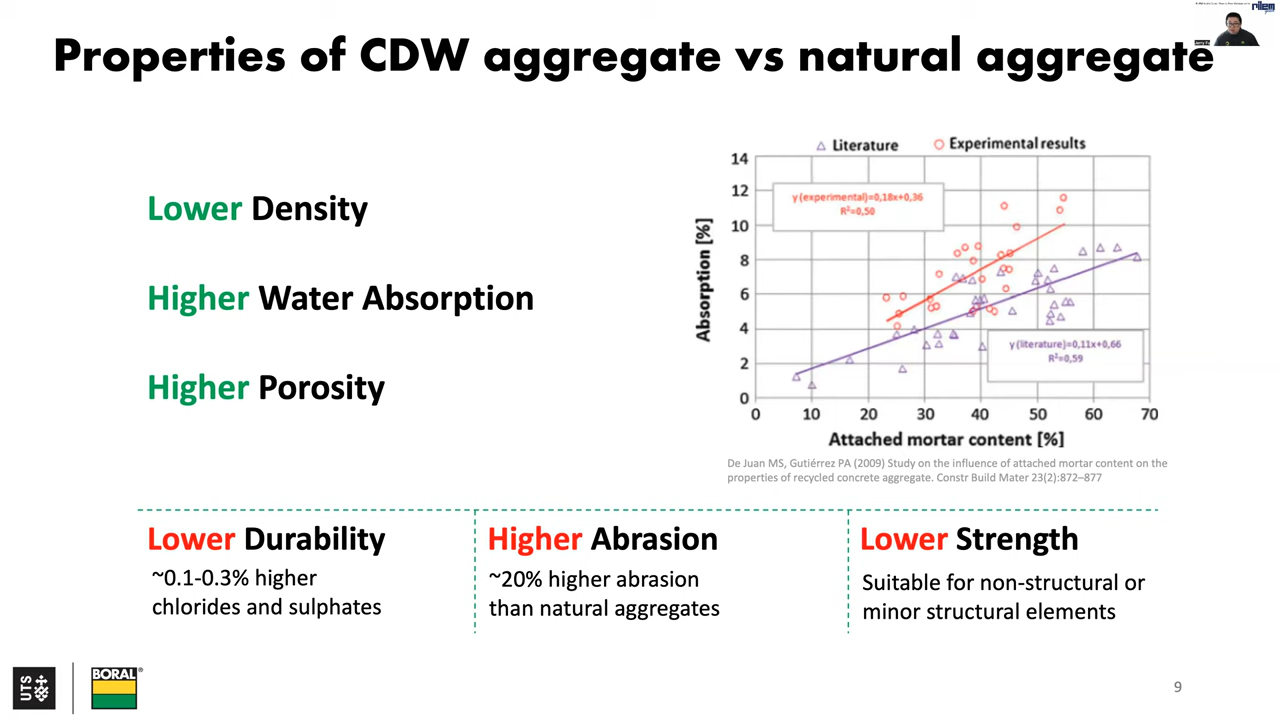 Properties of CDW aggregate vs natural aggregate
Lower Density
Higher Water Absorption
Higher Porosity
Literature
Experimental results
14
12
10
8
6
4
2
0
Absorption [%]
y (experimental)=0,18x+0,36
R²=0,50
y (literature)=0,11x+0,66
R²=0,59
0 10 20 30 40 50 60 70
Attached mortar content [%]
De Juan MS, Gutiérrez PA (2009) Study on the influence of attached mortar content on the
properties of recycled concrete aggregate. Constr Build Mater 23(2):872–877
Lower Durability
~0.1-0.3% higher
chlorides and sulphates
Higher Abrasion
~20% higher abrasion
than natural aggregates
Lower Strength
Suitable for non-structural or
minor structural elements
UTS
BORAL®
9
rilem